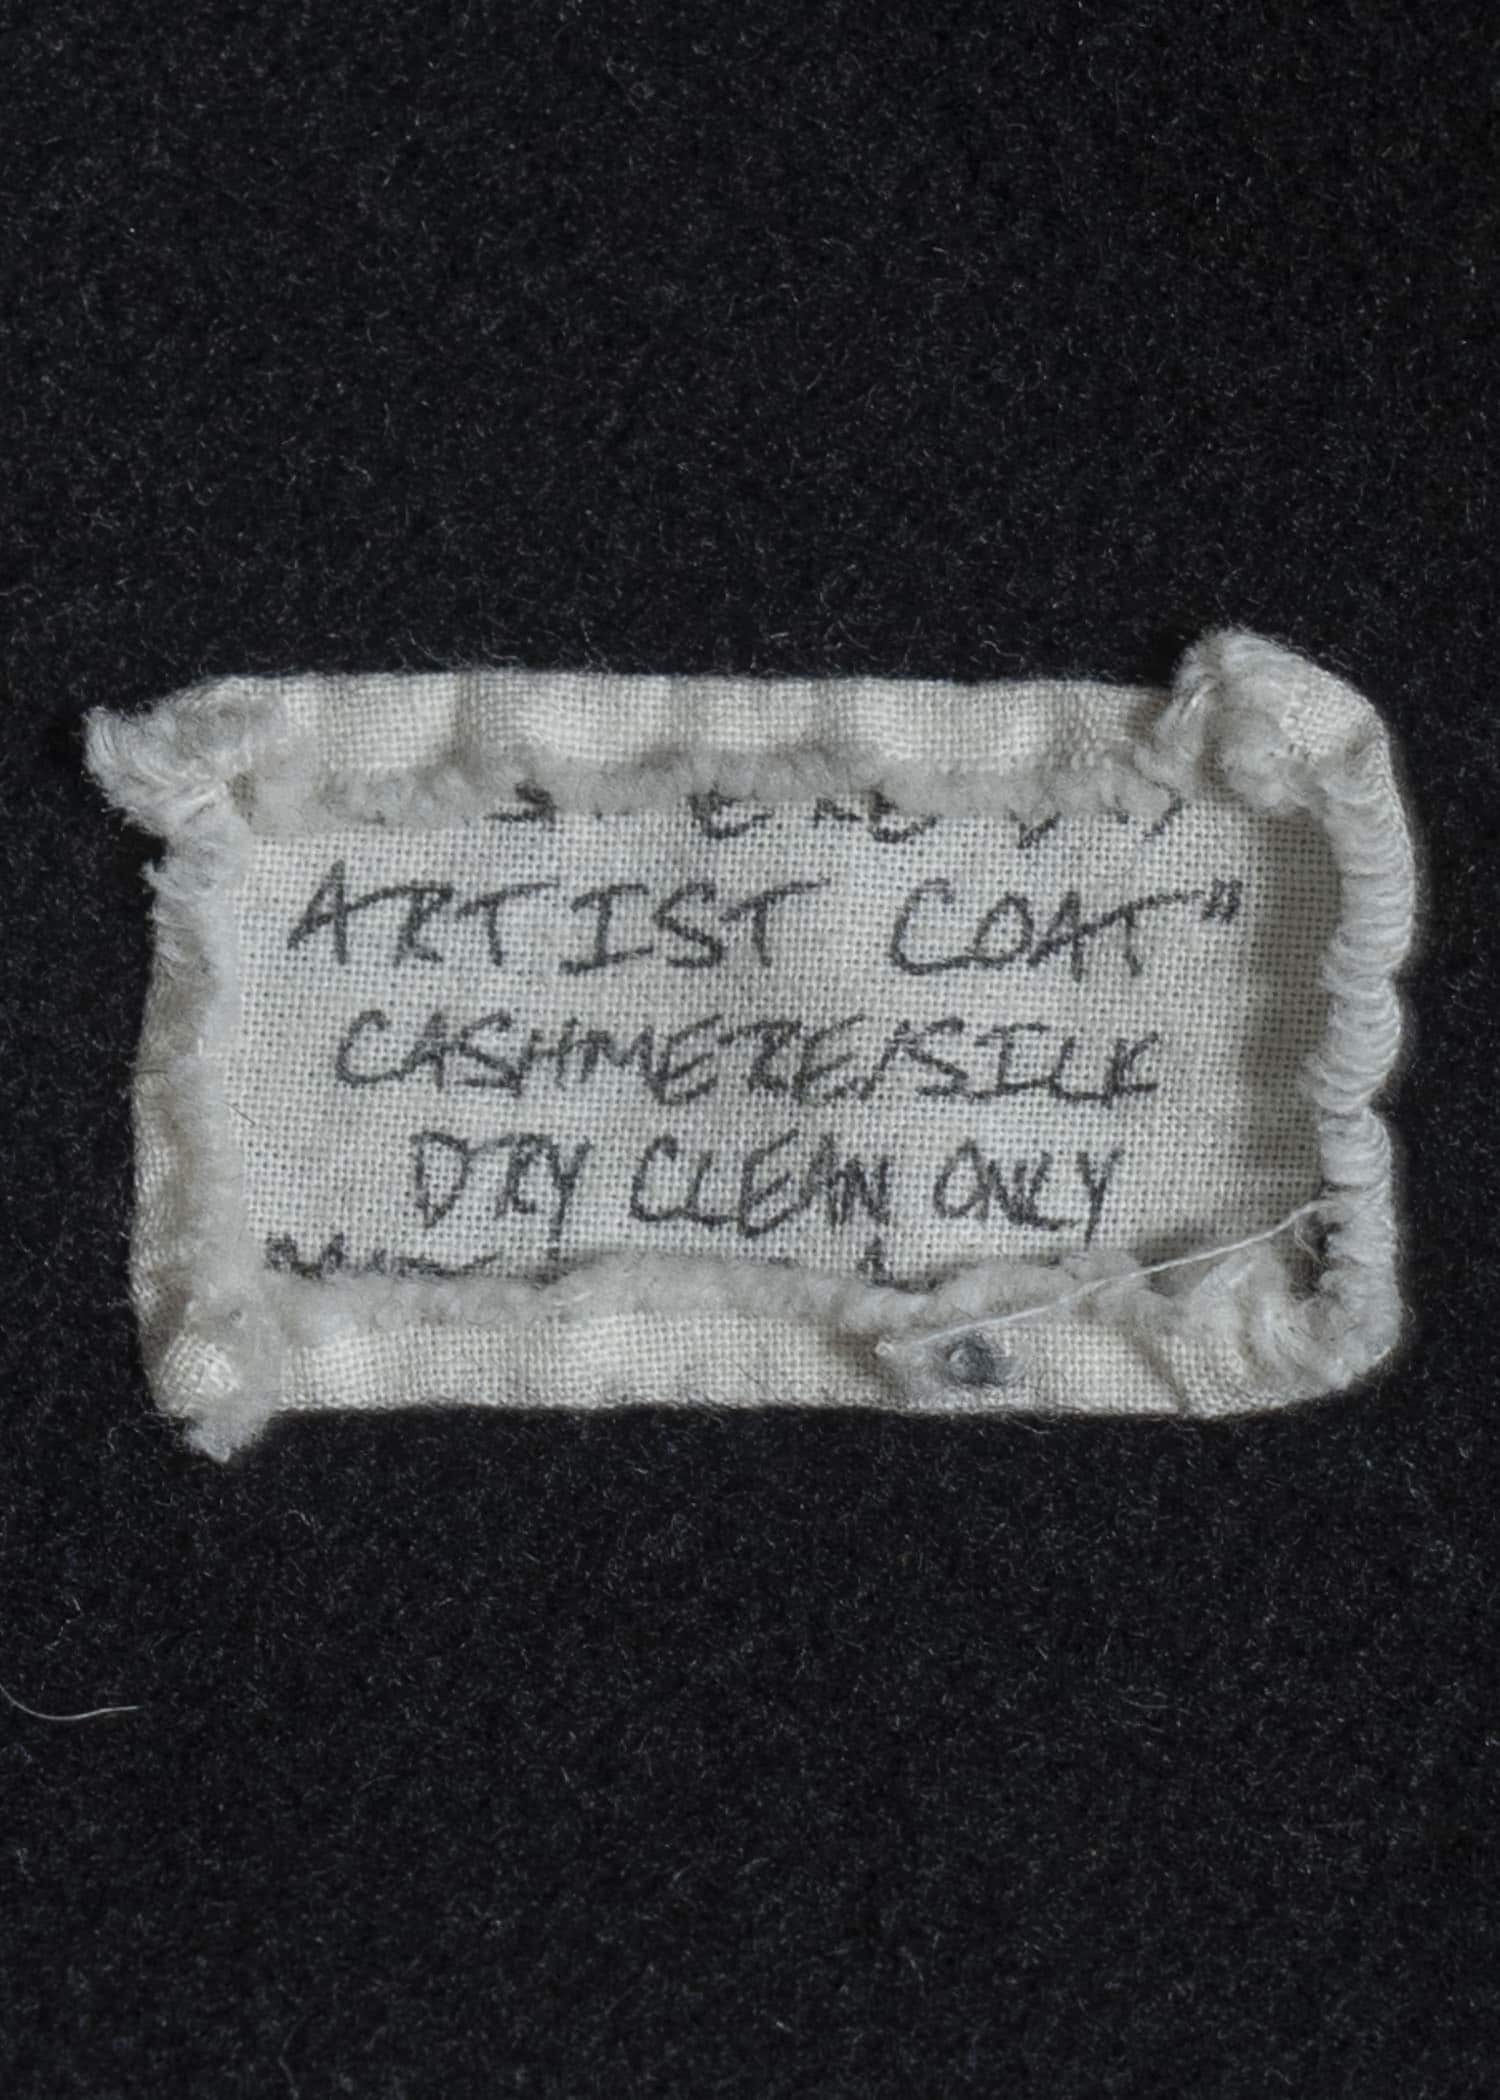 ARTIST COAT"
CASHMERE/SILK
DRY CLEAN ONLY